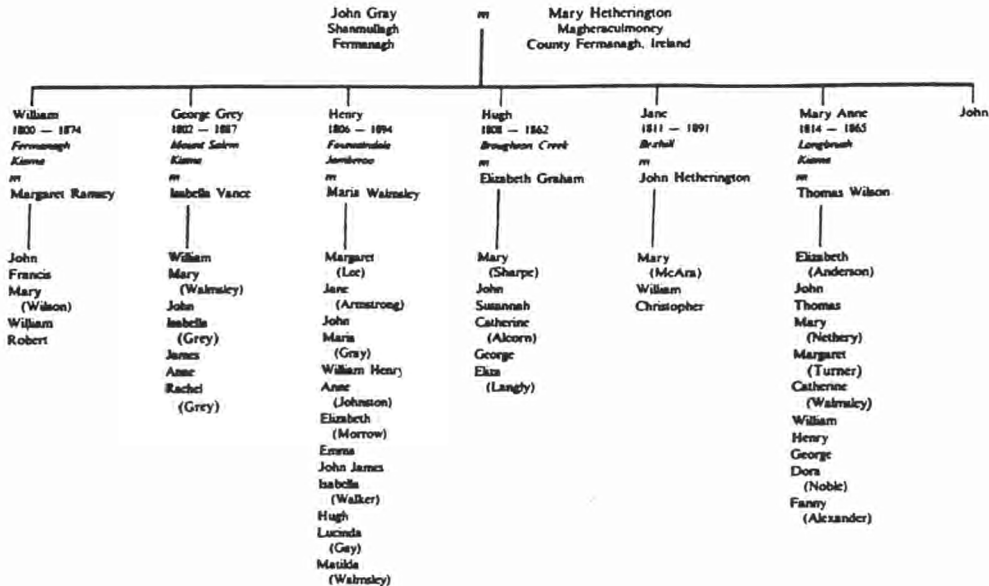 John Gray
Shanmullagh
Fermanagh
m
Mary Hetherington
Magheraculmoney
County Fermanagh, Ireland
William
1800 — 1874
Fermanagh
Kiama
m
Margaret Ramsey
John
Francis
Mary
(Wilson)
William
Robert
George Grey
1802 — 1887
Mount Salem
Kiama
m
Isabella Vance
William
Mary
(Walmsley)
John
Isabella
(Grey)
James
Anne
Rachel
(Grey)
Henry
1806 — 1894
Fountaindale
Jamberoo
m
Maria Walmsley
Margaret
(Lee)
Jane
(Armstrong)
John
Maria
(Gray)
William Henry
Anne
(Johnston)
Elizabeth
(Morrow)
Emma
John James
Isabella
(Walker)
Hugh
Lucinda
(Gay)
Matilda
(Walmsley)
Hugh
1808 — 1862
Broughton Creek
m
Elizabeth Graham
Mary
(Sharpe)
John
Susannah
Catherine
(Alcorn)
George
Eliza
(Langly)
Jane
1811 — 1891
Bexhill
m
John Hetherington
Mary
(McAra)
William
Christopher
Mary Anne
1814 — 1865
Longbrush
Kiama
m
Thomas Wilson
Elizabeth
(Anderson)
John
Thomas
Mary
(Nethery)
Margaret
(Turner)
Catherine
(Walmsley)
William
Henry
George
Dora
(Noble)
Fanny
(Alexander)
John